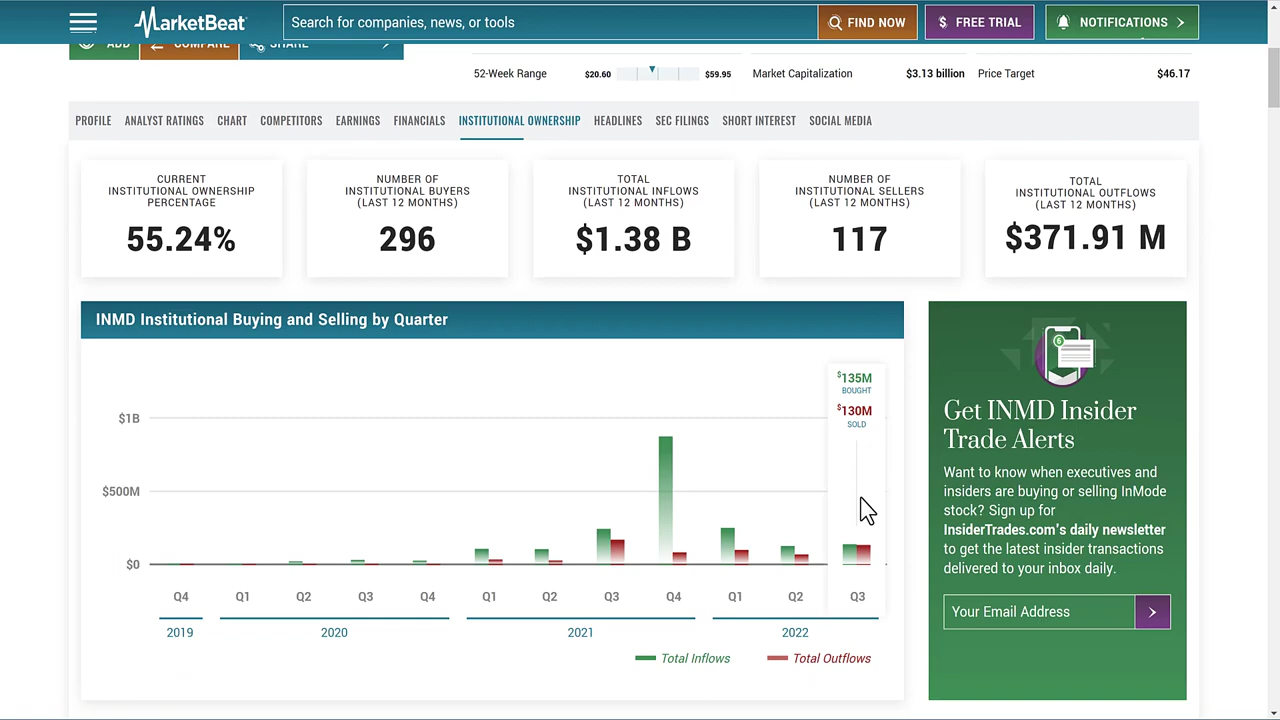 MarketBeat
Search for companies, news, or tools
FIND NOW
$ FREE TRIAL
NOTIFICATIONS
ADD
COMPARE
SHARE
52-Week Range
$20.60
$59.95
Market Capitalization
$3.13 billion
Price Target
$46.17
PROFILE
ANALYST RATINGS
CHART
COMPETITORS
EARNINGS
FINANCIALS
INSTITUTIONAL OWNERSHIP
HEADLINES
SEC FILINGS
SHORT INTEREST
SOCIAL MEDIA
CURRENT
INSTITUTIONAL OWNERSHIP
PERCENTAGE
55.24%
NUMBER OF
INSTITUTIONAL BUYERS
(LAST 12 MONTHS)
296
TOTAL
INSTITUTIONAL INFLOWS
(LAST 12 MONTHS)
$1.38 B
NUMBER OF
INSTITUTIONAL SELLERS
(LAST 12 MONTHS)
117
TOTAL
INSTITUTIONAL OUTFLOWS
(LAST 12 MONTHS)
$371.91 M
INMD Institutional Buying and Selling by Quarter
$135M
BOUGHT
$130M
SOLD
$1B
$500M
$0
Q4
Q1
Q2
Q3
Q4
Q1
Q2
Q3
Q4
Q1
Q2
Q3
2019
2020
2021
2022
Total Inflows
Total Outflows
6
Get INMD Insider
Trade Alerts
Want to know when executives and
insiders are buying or selling InMode
stock? Sign up for
InsiderTrades.com's daily newsletter
to get the latest insider transactions
delivered to your inbox daily.
Your Email Address